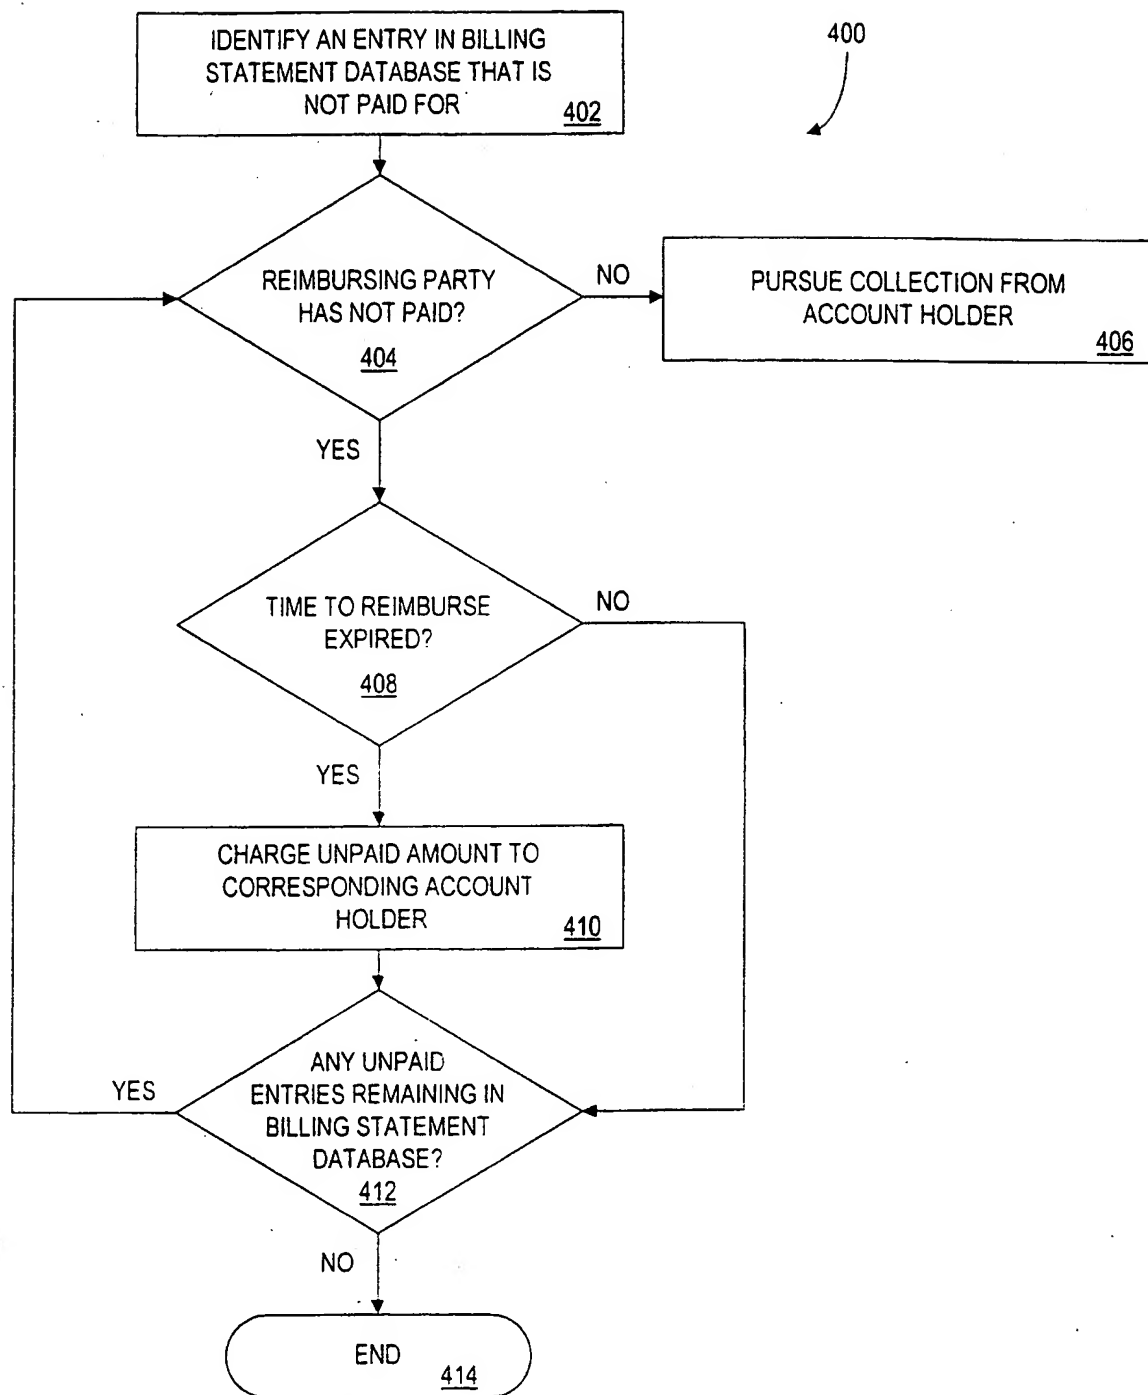 IDENTIFY AN ENTRY IN BILLING
STATEMENT DATABASE THAT IS
NOT PAID FOR
402
400
REIMBURSING PARTY
HAS NOT PAID?
404
NO
PURSUE COLLECTION FROM
ACCOUNT HOLDER
406
YES
TIME TO REIMBURSE
EXPIRED?
408
NO
YES
CHARGE UNPAID AMOUNT TO
CORRESPONDING ACCOUNT
HOLDER
410
ANY UNPAID
ENTRIES REMAINING IN
BILLING STATEMENT
DATABASE?
412
YES
NO
END
414